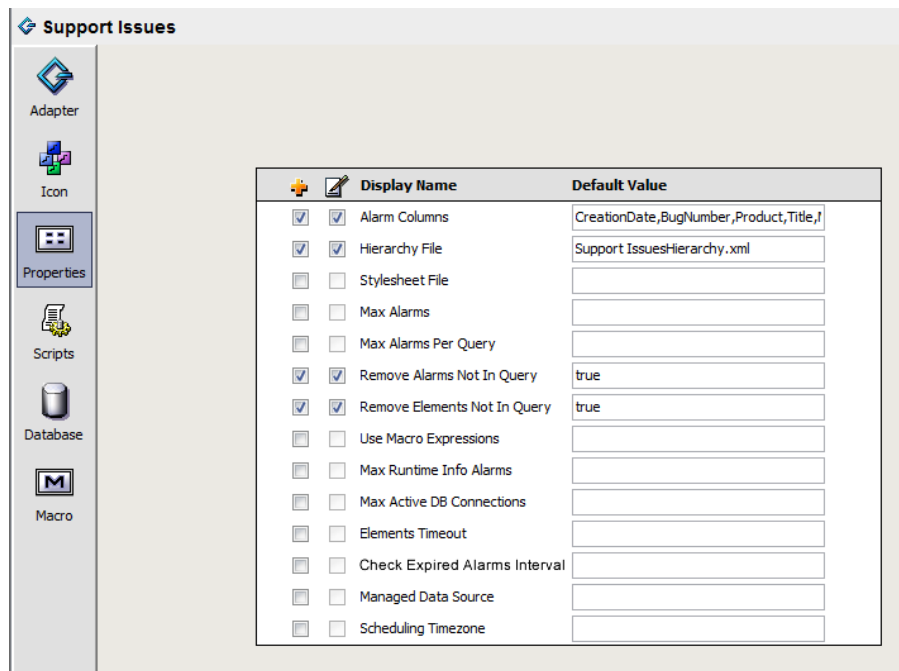 Support Issues
Adapter
Icon
Properties
Scripts
Database
M
Macro
Display Name Default Value
Alarm Columns CreationDate,BugNumber,Product,Title,
Hierarchy File Support IssuesHierarchy.xml
Stylesheet File
Max Alarms
Max Alarms Per Query
Remove Alarms Not In Query true
Remove Elements Not In Query true
Use Macro Expressions
Max Runtime Info Alarms
Max Active DB Connections
Elements Timeout
Check Expired Alarms Interval
Managed Data Source
Scheduling Timezone